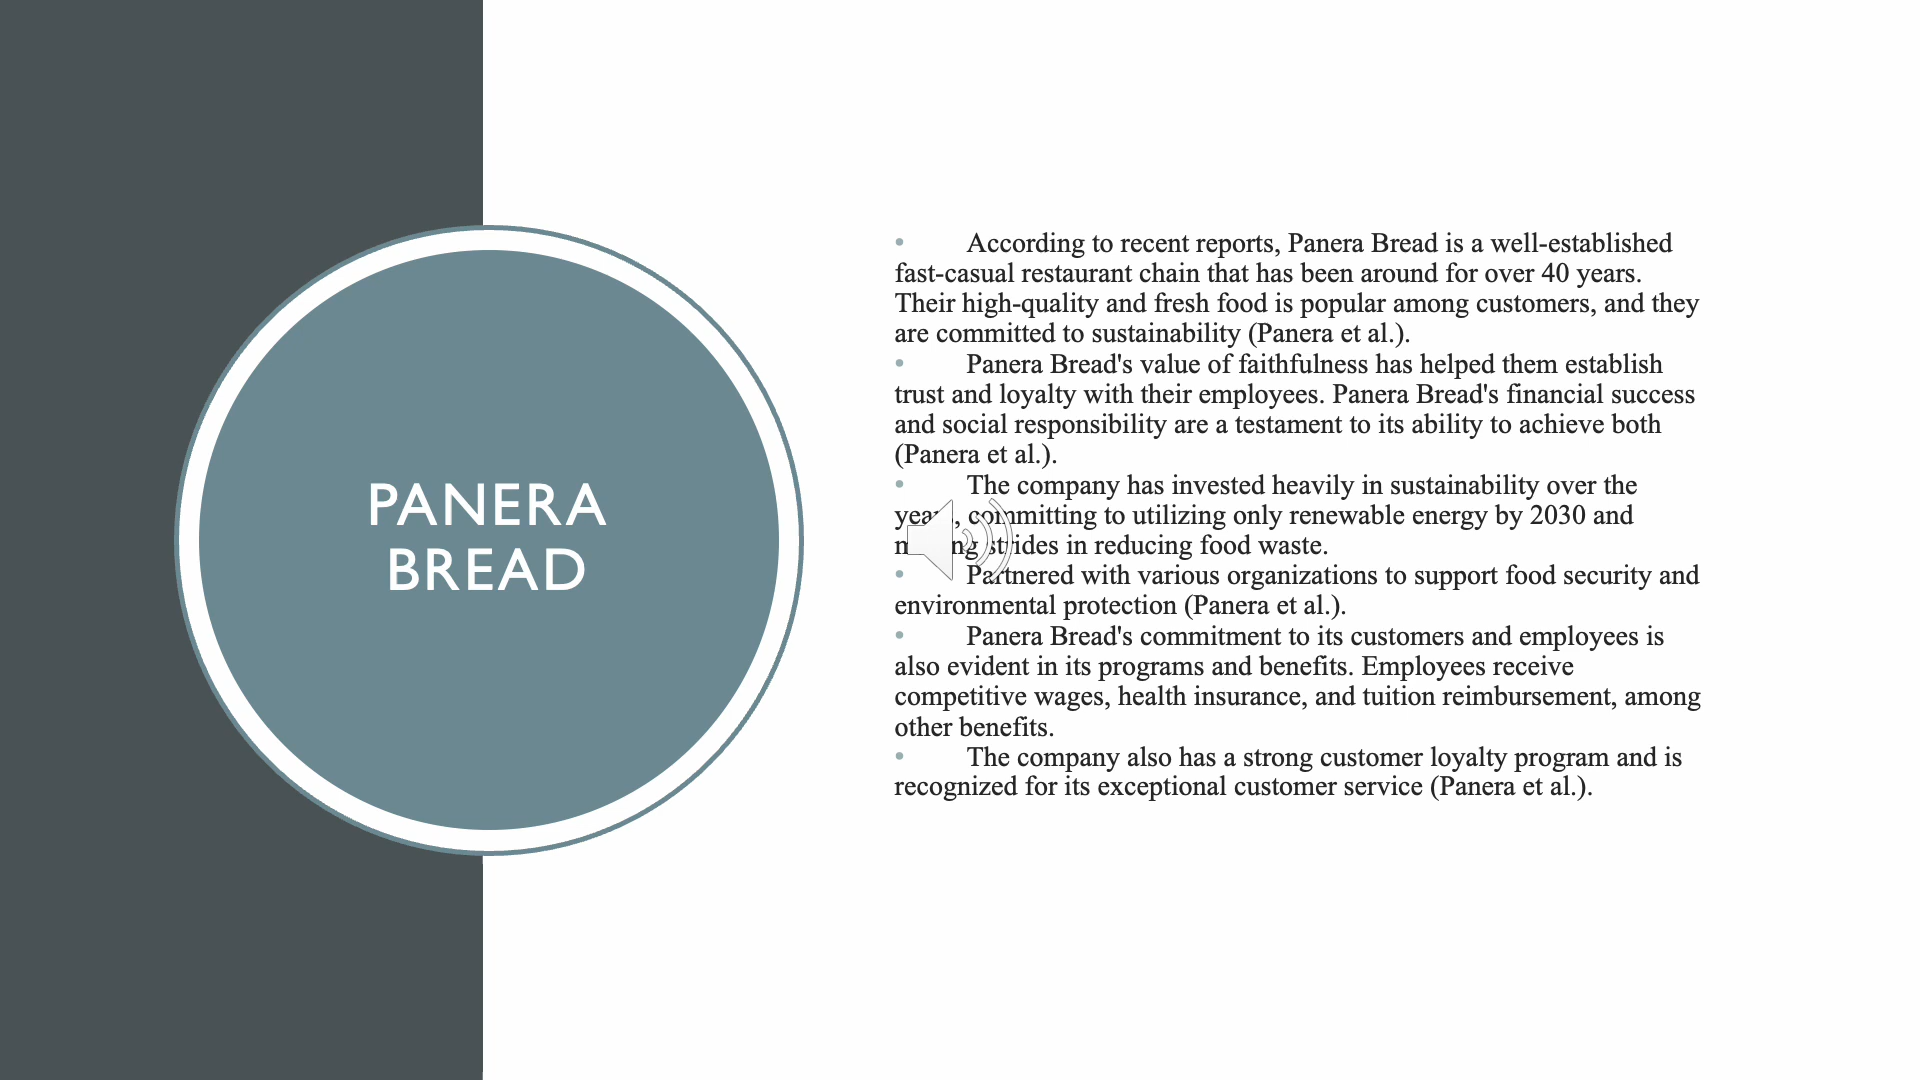 PANERA
BREAD
• According to recent reports, Panera Bread is a well-established
fast-casual restaurant chain that has been around for over 40 years.
Their high-quality and fresh food is popular among customers, and they
are committed to sustainability (Panera et al.).
• Panera Bread's value of faithfulness has helped them establish
trust and loyalty with their employees. Panera Bread's financial success
and social responsibility are a testament to its ability to achieve both
(Panera et al.).
• The company has invested heavily in sustainability over the
years, committing to utilizing only renewable energy by 2030 and
making strides in reducing food waste.
• Partnered with various organizations to support food security and
environmental protection (Panera et al.).
• Panera Bread's commitment to its customers and employees is
also evident in its programs and benefits. Employees receive
competitive wages, health insurance, and tuition reimbursement, among
other benefits.
• The company also has a strong customer loyalty program and is
recognized for its exceptional customer service (Panera et al.).